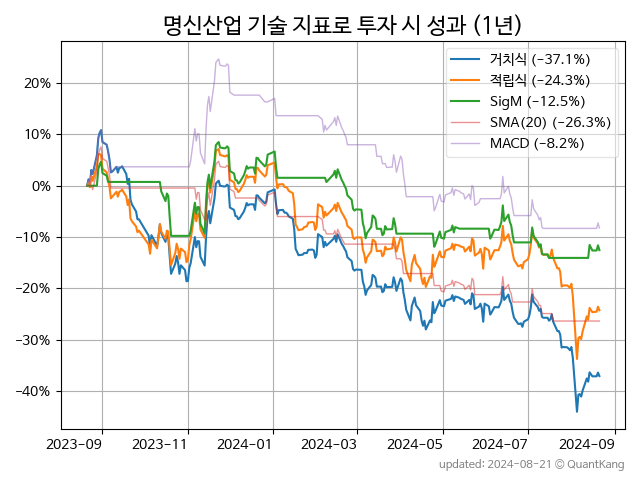 명신산업 기술 지표로 투자 시 성과 (1년)
거치식 (−37.1%)
적립식 (−24.3%)
SigM (−12.5%)
SMA(20) (−26.3%)
MACD (−8.2%)
20%
10%
0%
−10%
−20%
−30%
−40%
2023-09 2023-11 2024-01 2024-03 2024-05 2024-07 2024-09
updated: 2024-08-21 © QuantKang